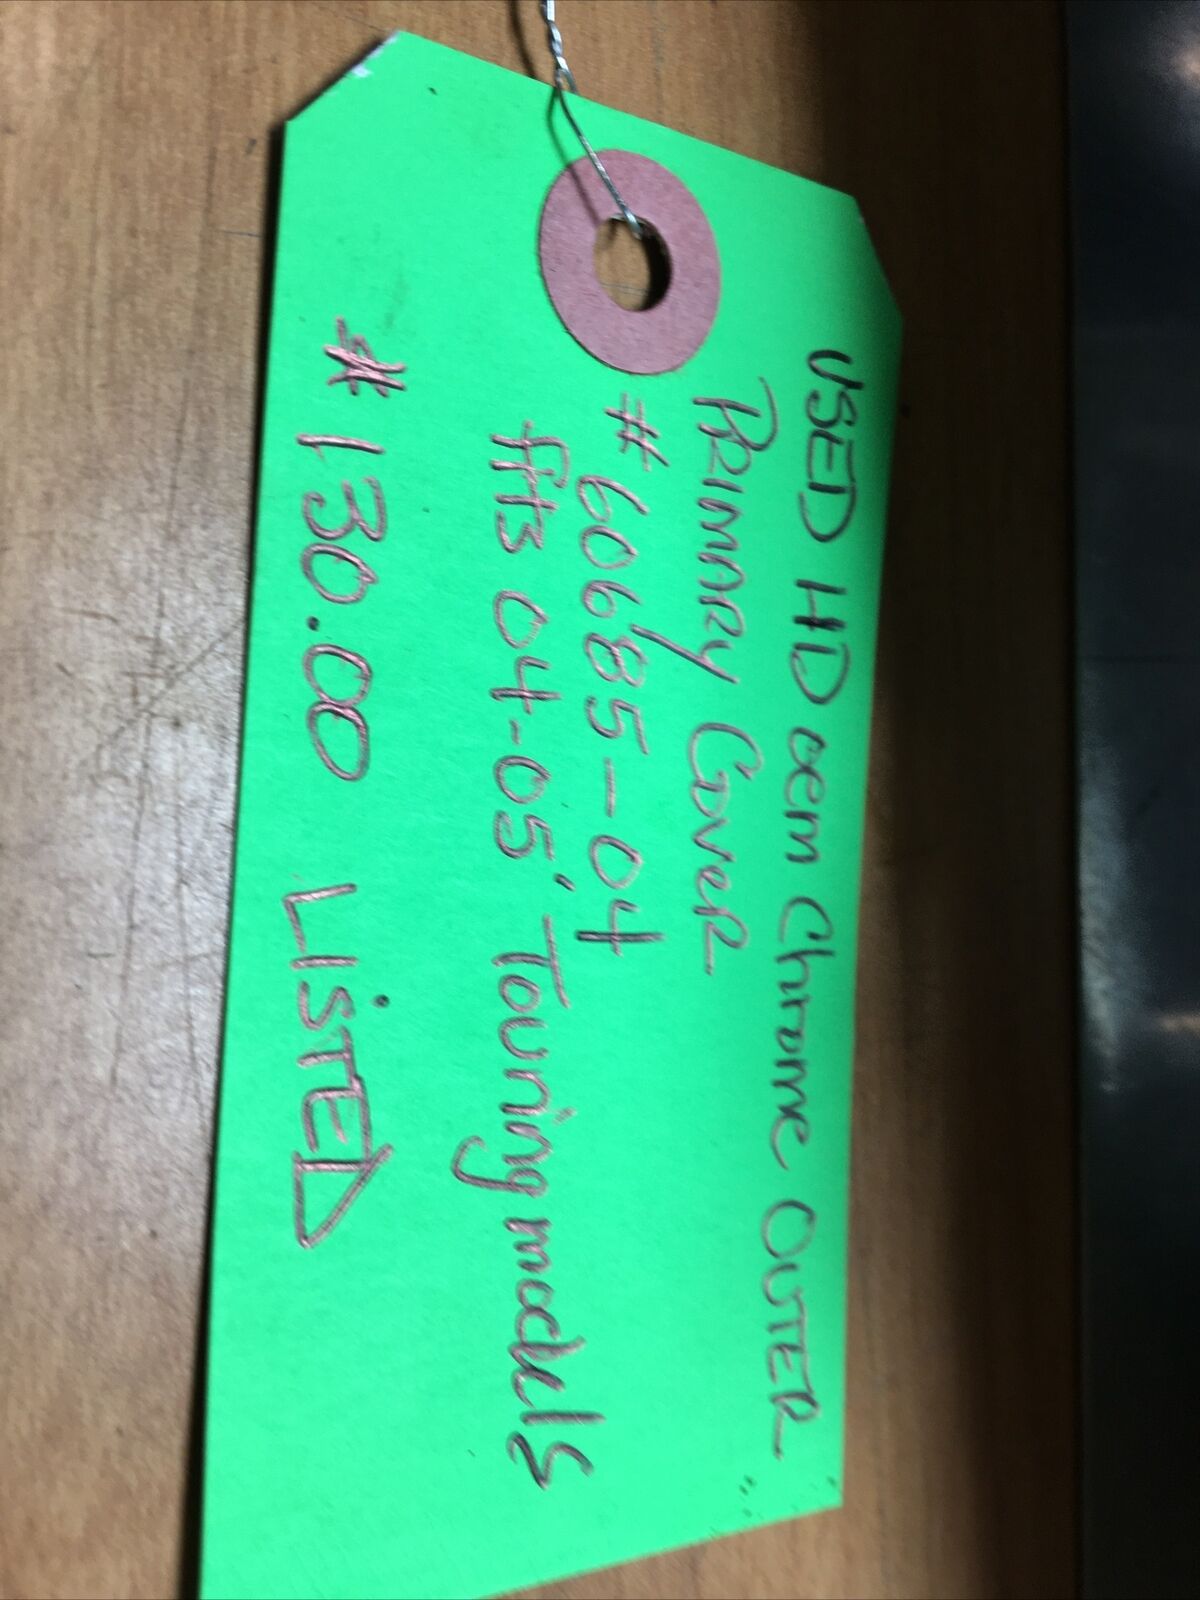 USED HD oem Chrome OUTER
PRIMARY COVER
#60685-04
fits 04-05' Touring models
$130.00 LISTED